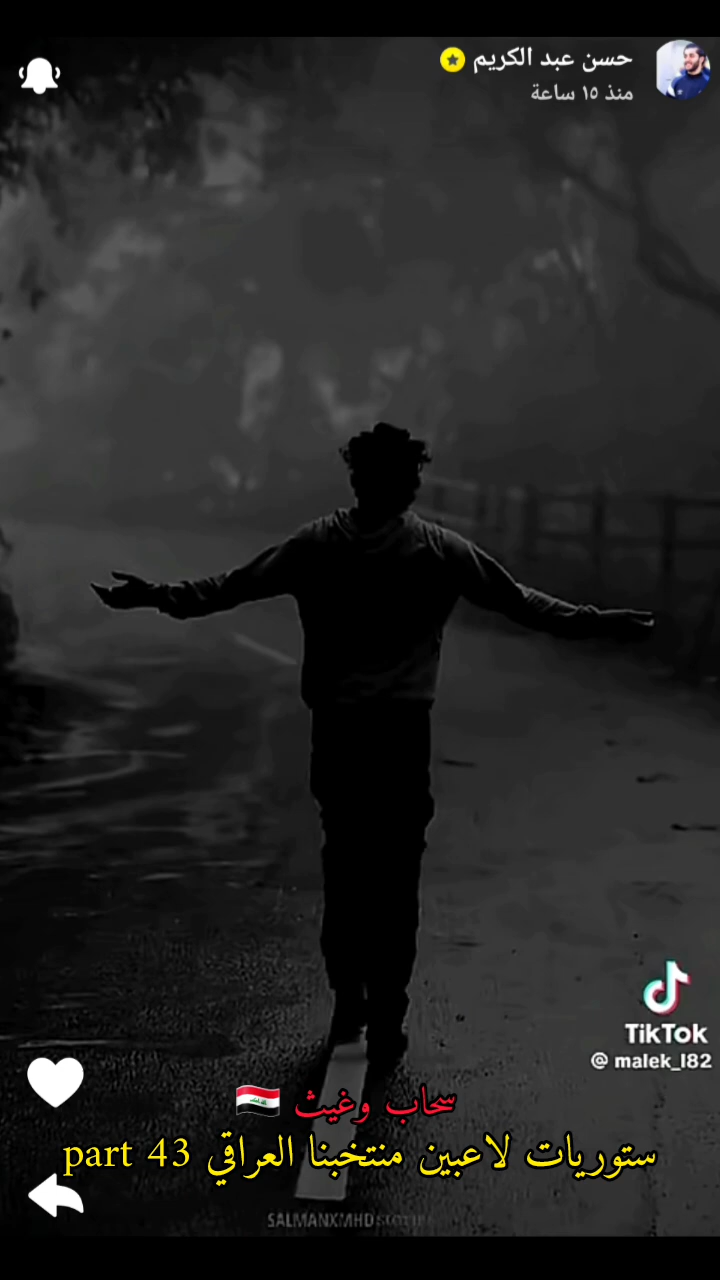 حسن عبد الكريم
منذ ١٥ ساعة
TikTok
@ malek_l82
سحاب وغيث 🇮🇶
ستوريات لاعبين منتخبنا العراقي part 43
SALMANXMHD